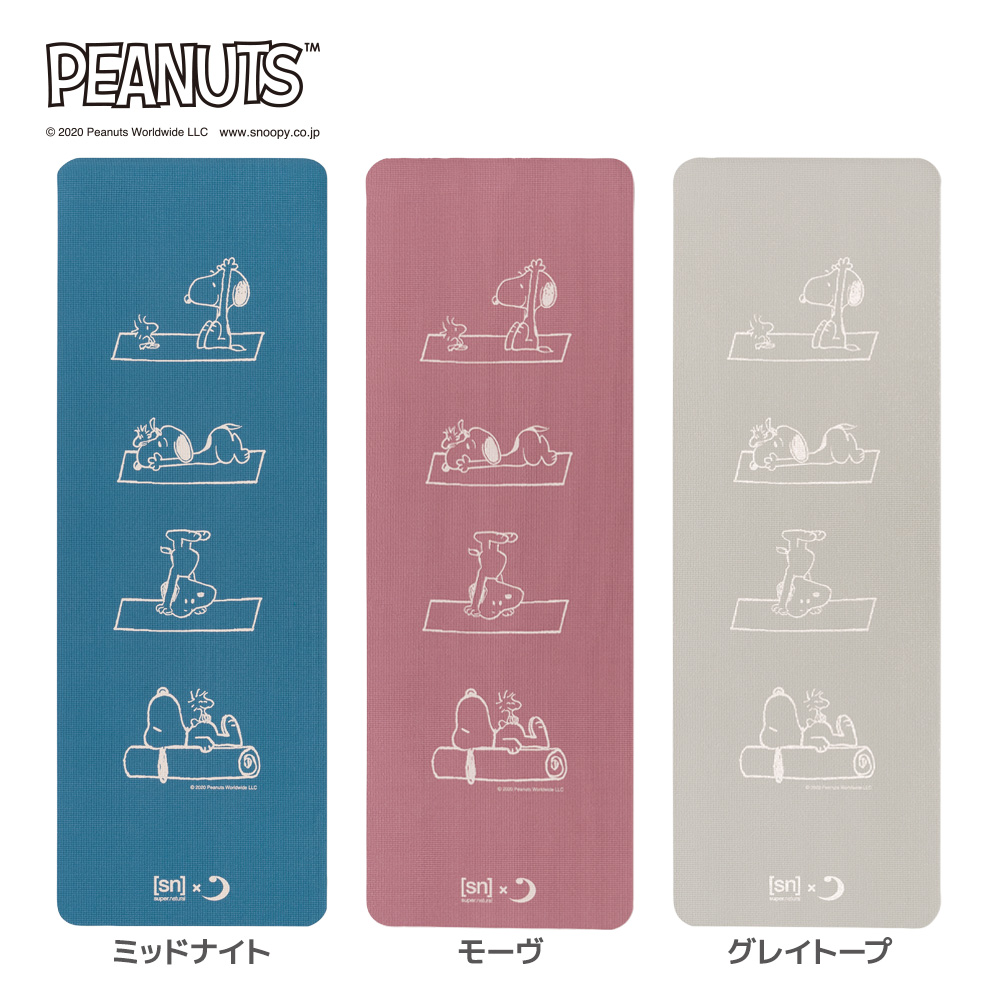 PEANUTS™
© 2020 Peanuts Worldwide LLC www.snoopy.co.jp
© 2020 Peanuts Worldwide LLC
© 2020 Peanuts Worldwide LLC
© 2020 Peanuts Worldwide LLC
[sn] ×
super.natural
[sn] ×
super.natural
[sn] ×
super.natural
ミッドナイト
モーヴ
グレイトープ